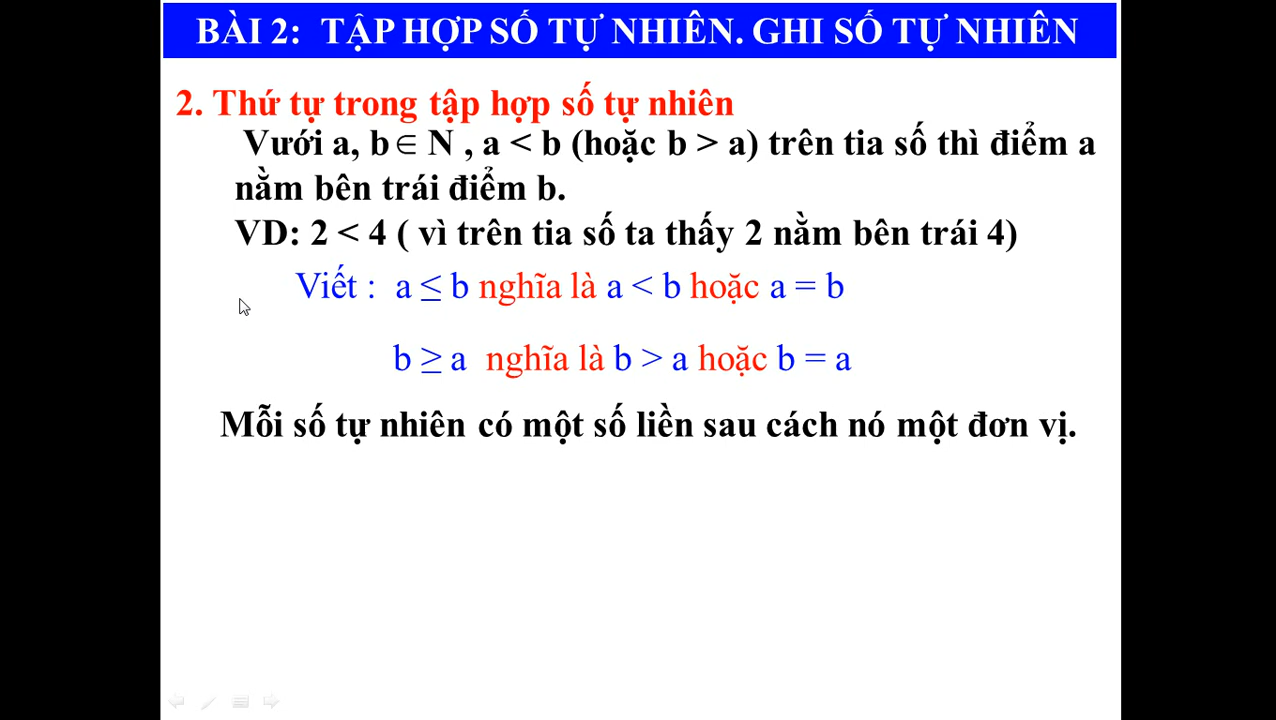 BÀI 2: TẬP HỢP SỐ TỰ NHIÊN. GHI SỐ TỰ NHIÊN
2. Thứ tự trong tập hợp số tự nhiên
Vưới a, b ∈ N , a < b (hoặc b > a) trên tia số thì điểm a
nằm bên trái điểm b.
VD: 2 < 4 ( vì trên tia số ta thấy 2 nằm bên trái 4)
Viết : a ≤ b nghĩa là a < b hoặc a = b
b ≥ a nghĩa là b > a hoặc b = a
Mỗi số tự nhiên có một số liền sau cách nó một đơn vị.